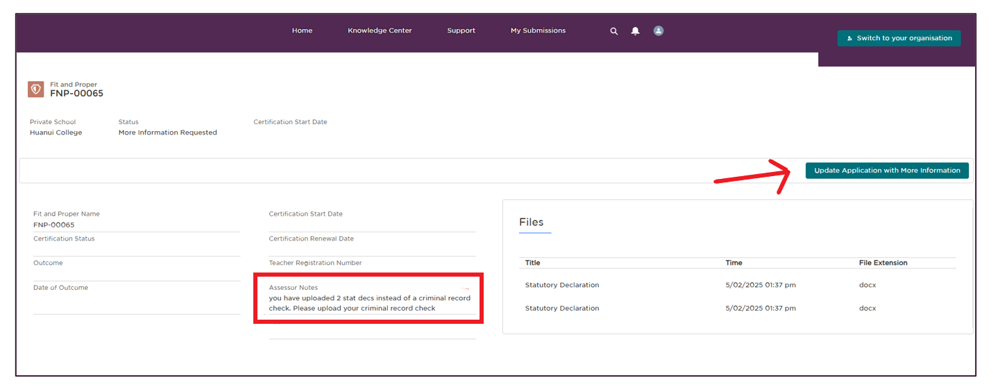 Home Knowledge Center Support My Submissions
Switch to your organisation
Fit and Proper
FNP-00065
Private School Status Certification Start Date
Huanui College More Information Requested
Update Application with More Information
Fit and Proper Name
FNP-00065
Certification Status
Outcome
Date of Outcome
Certification Start Date
Certification Renewal Date
Teacher Registration Number
Assessor Notes
you have uploaded 2 stat decs instead of a criminal record
check. Please upload your criminal record check
Files
Title Time File Extension
Statutory Declaration 5/02/2025 01:37 pm docx
Statutory Declaration 5/02/2025 01:37 pm docx